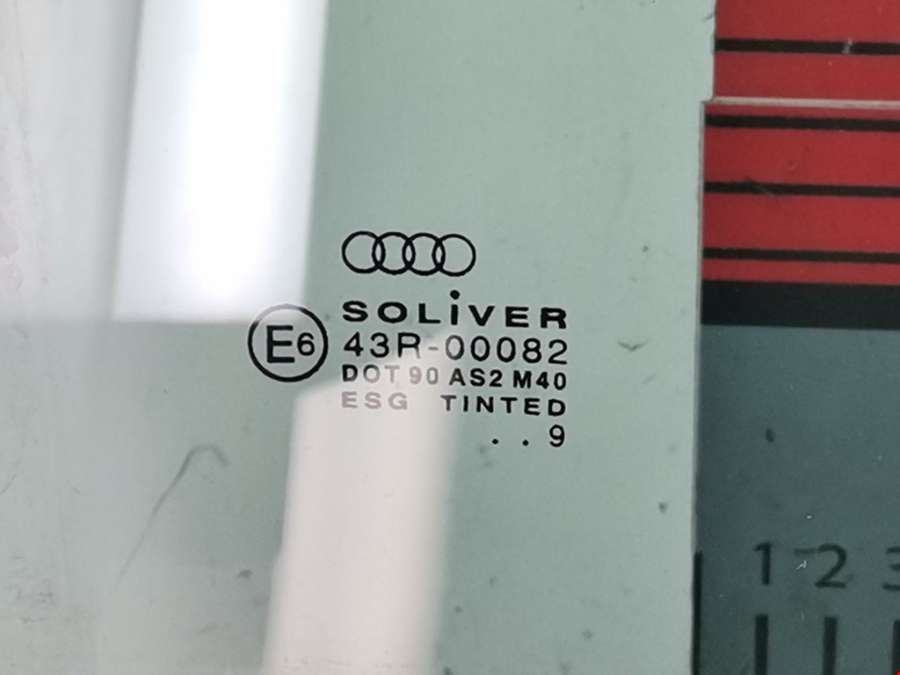 SOLiVER
E6
43R-00082
DOT 90 AS2 M40
ESG TINTED
. . 9
1 2 3